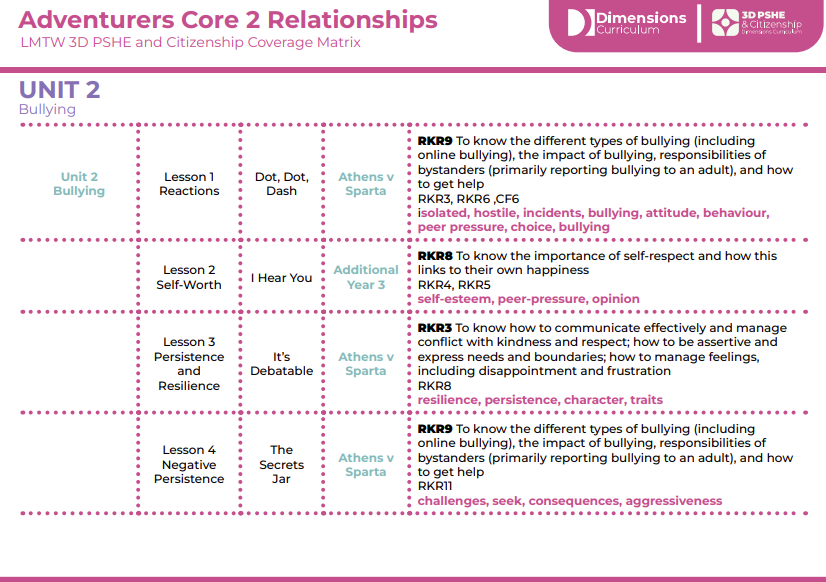 Adventurers Core 2 Relationships
LMTW 3D PSHE and Citizenship Coverage Matrix
Dimensions
Curriculum
3D PSHE
& Citizenship
Dimensions Curriculum
UNIT 2
Bullying
Unit 2
Bullying
Lesson 1
Reactions
Dot, Dot,
Dash
Athens v
Sparta
RKR9 To know the different types of bullying (including
online bullying), the impact of bullying, responsibilities of
bystanders (primarily reporting bullying to an adult), and how
to get help
RKR3, RKR6 ,CF6
isolated, hostile, incidents, bullying, attitude, behaviour,
peer pressure, choice, bullying
Lesson 2
Self-Worth
I Hear You
Additional
Year 3
RKR8 To know the importance of self-respect and how this
links to their own happiness
RKR4, RKR5
self-esteem, peer-pressure, opinion
Lesson 3
Persistence
and
Resilience
It's
Debatable
Athens v
Sparta
RKR3 To know how to communicate effectively and manage
conflict with kindness and respect; how to be assertive and
express needs and boundaries; how to manage feelings,
including disappointment and frustration
RKR8
resilience, persistence, character, traits
Lesson 4
Negative
Persistence
The
Secrets
Jar
Athens v
Sparta
RKR9 To know the different types of bullying (including
online bullying), the impact of bullying, responsibilities of
bystanders (primarily reporting bullying to an adult), and how
to get help
RKR11
challenges, seek, consequences, aggressiveness